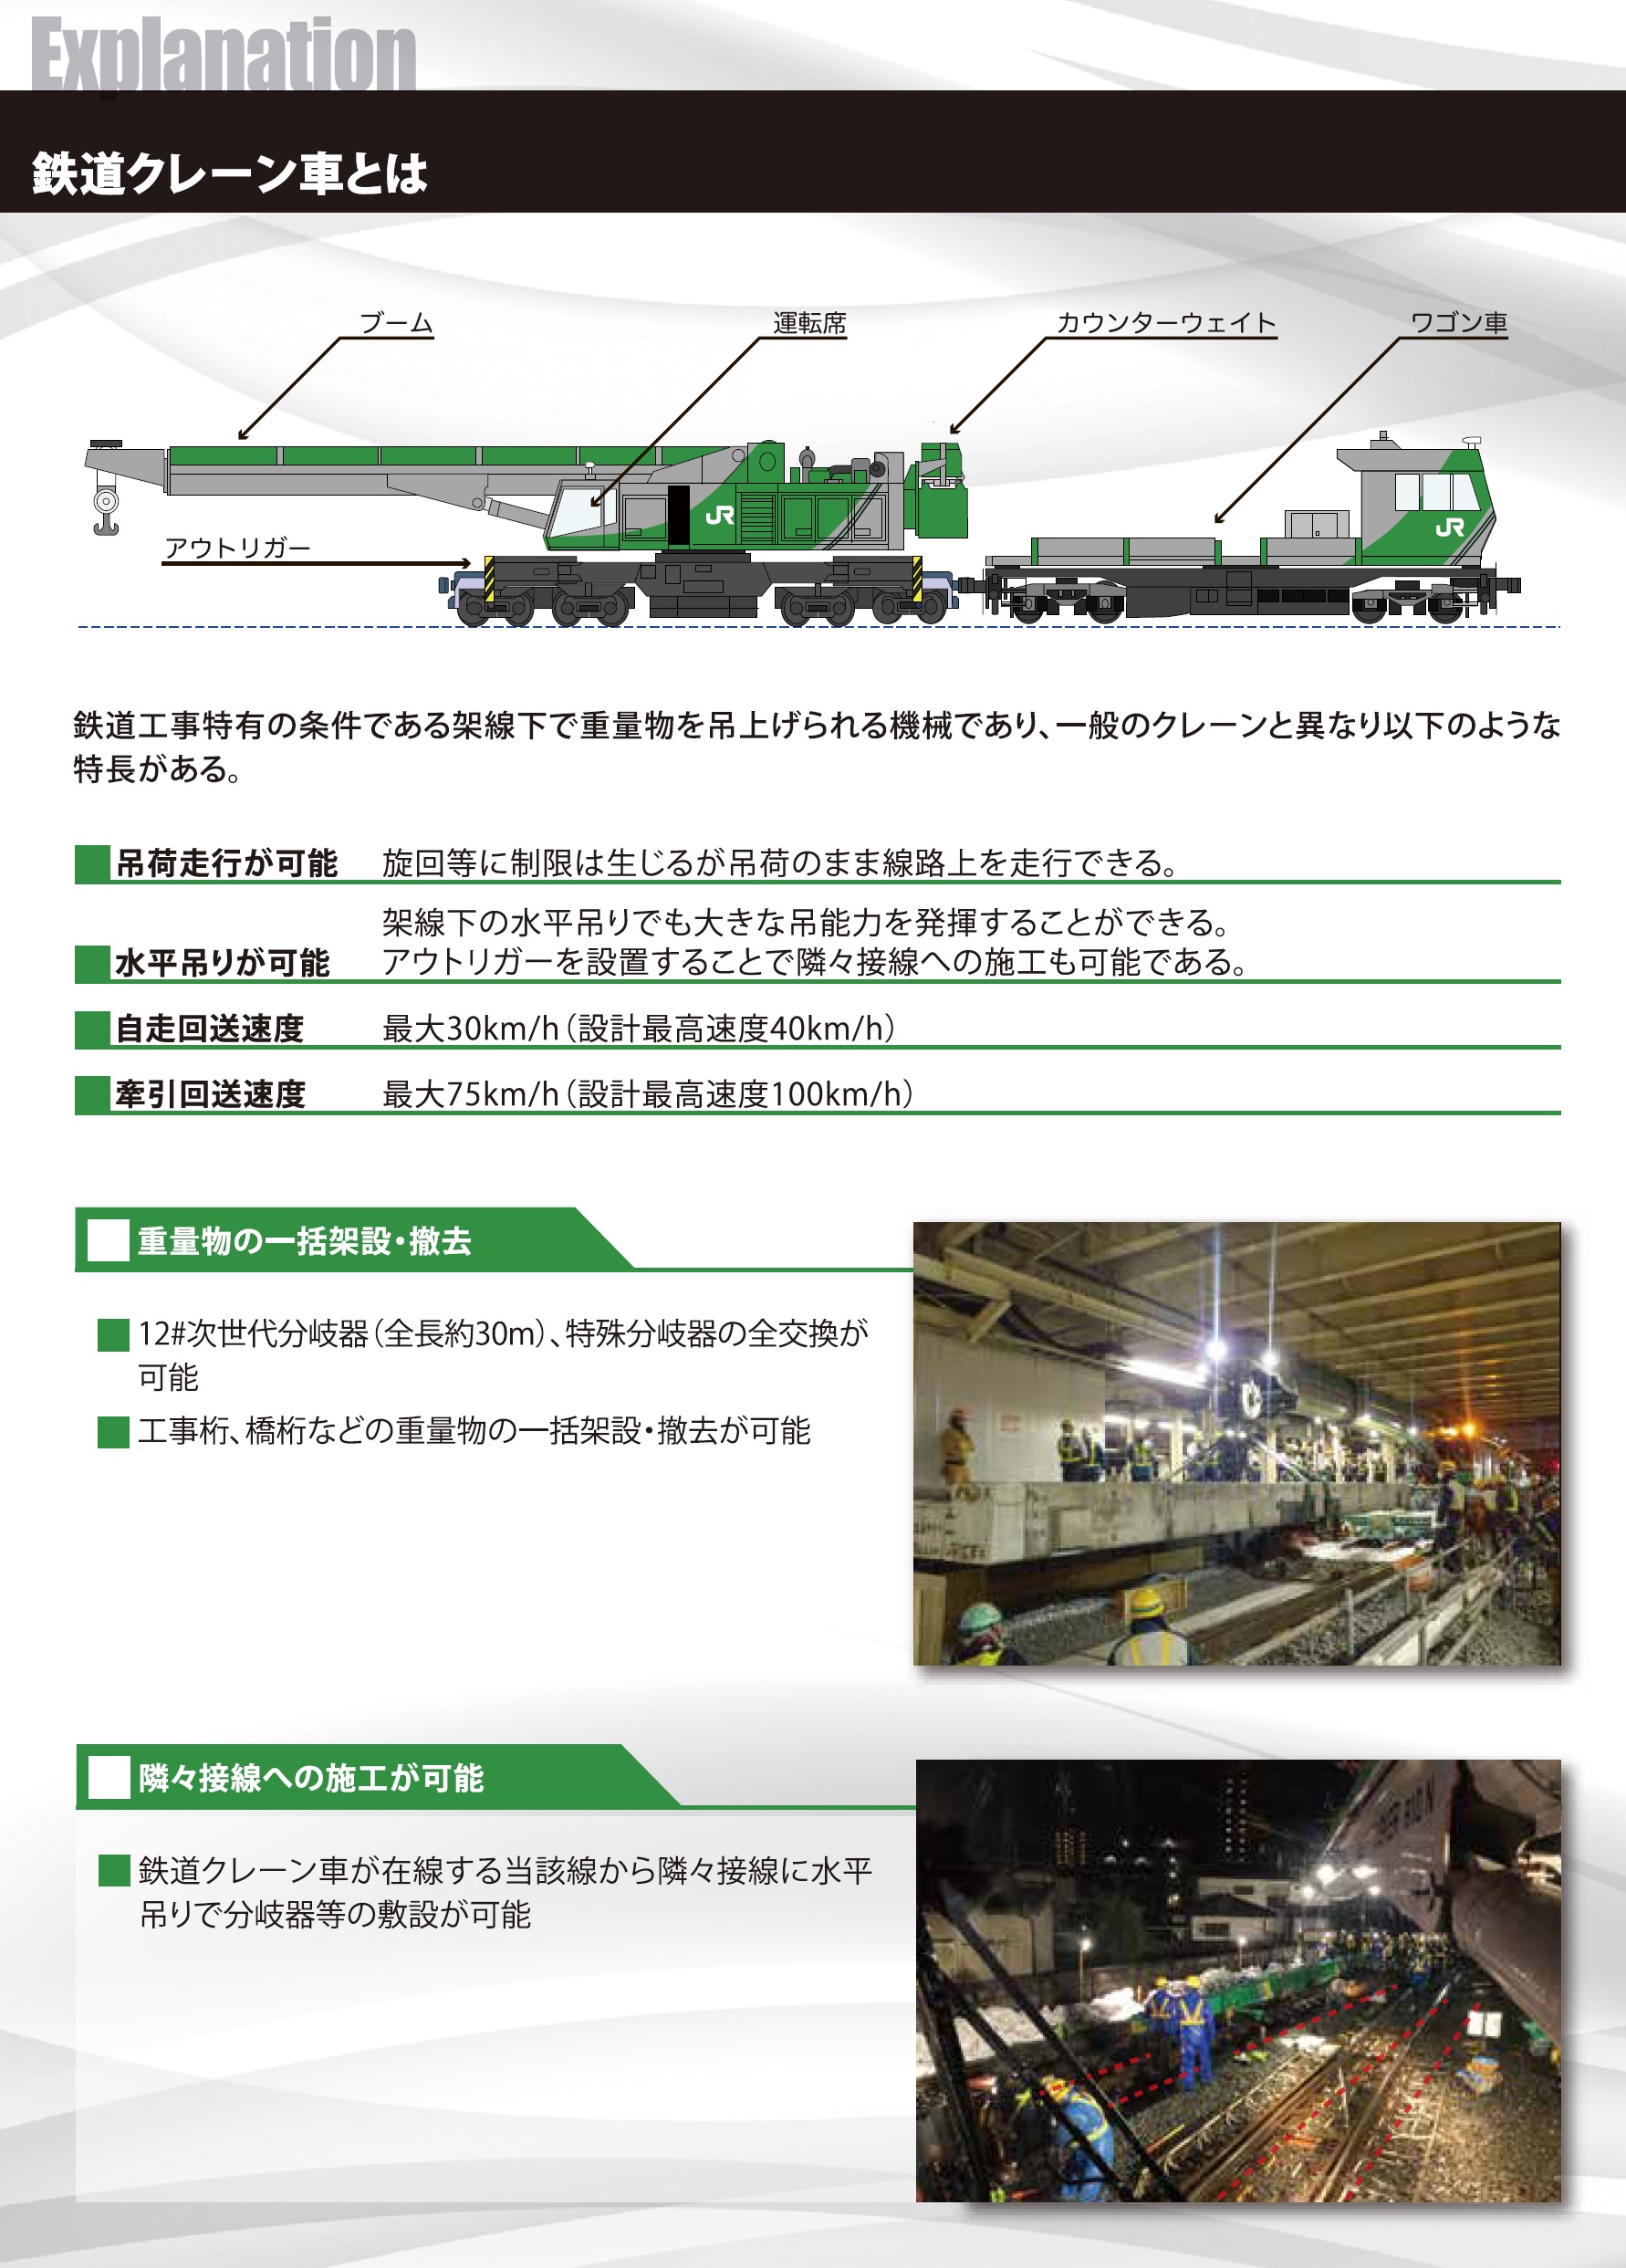 Explanation
鉄道クレーン車とは
ブーム
運転席
カウンターウェイト
ワゴン車
アウトリガー
JR
JR
鉄道工事特有の条件である架線下で重量物を吊上げられる機械であり、一般のクレーンと異なり以下のような
特長がある。
吊荷走行が可能 旋回等に制限は生じるが吊荷のまま線路上を走行できる。
架線下の水平吊りでも大きな吊能力を発揮することができる。
水平吊りが可能 アウトリガーを設置することで隣々接線への施工も可能である。
自走回送速度 最大30km/h（設計最高速度40km/h）
牽引回送速度 最大75km/h（設計最高速度100km/h）
重量物の一括架設・撤去
12#次世代分岐器（全長約30m）、特殊分岐器の全交換が
可能
工事桁、橋桁などの重量物の一括架設・撤去が可能
隣々接線への施工が可能
鉄道クレーン車が在線する当該線から隣々接線に水平
吊りで分岐器等の敷設が可能